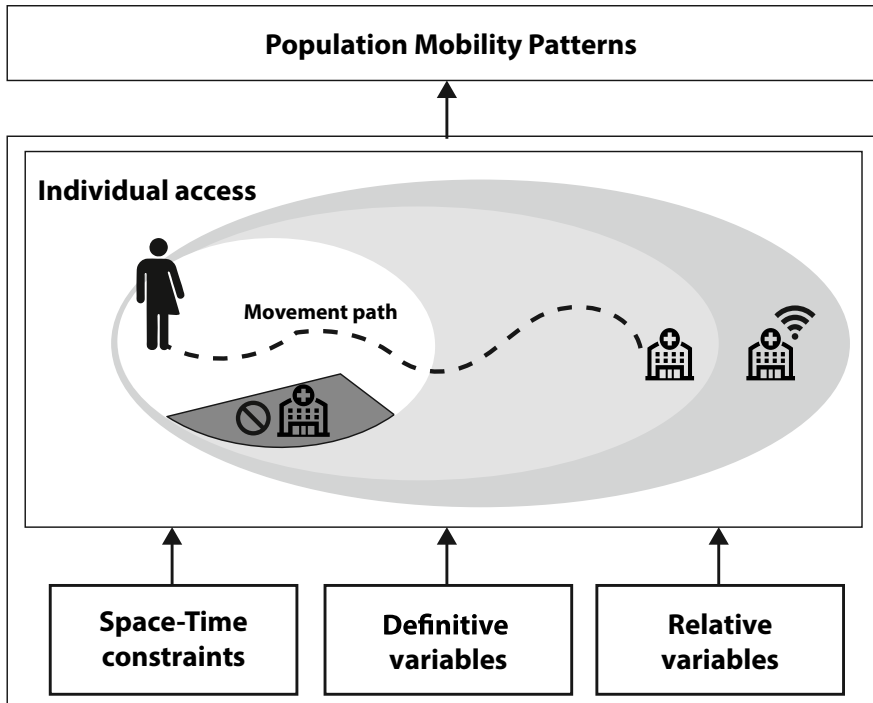 Population Mobility Patterns
Individual access
Movement path
Space-Time
constraints
Definitive
variables
Relative
variables